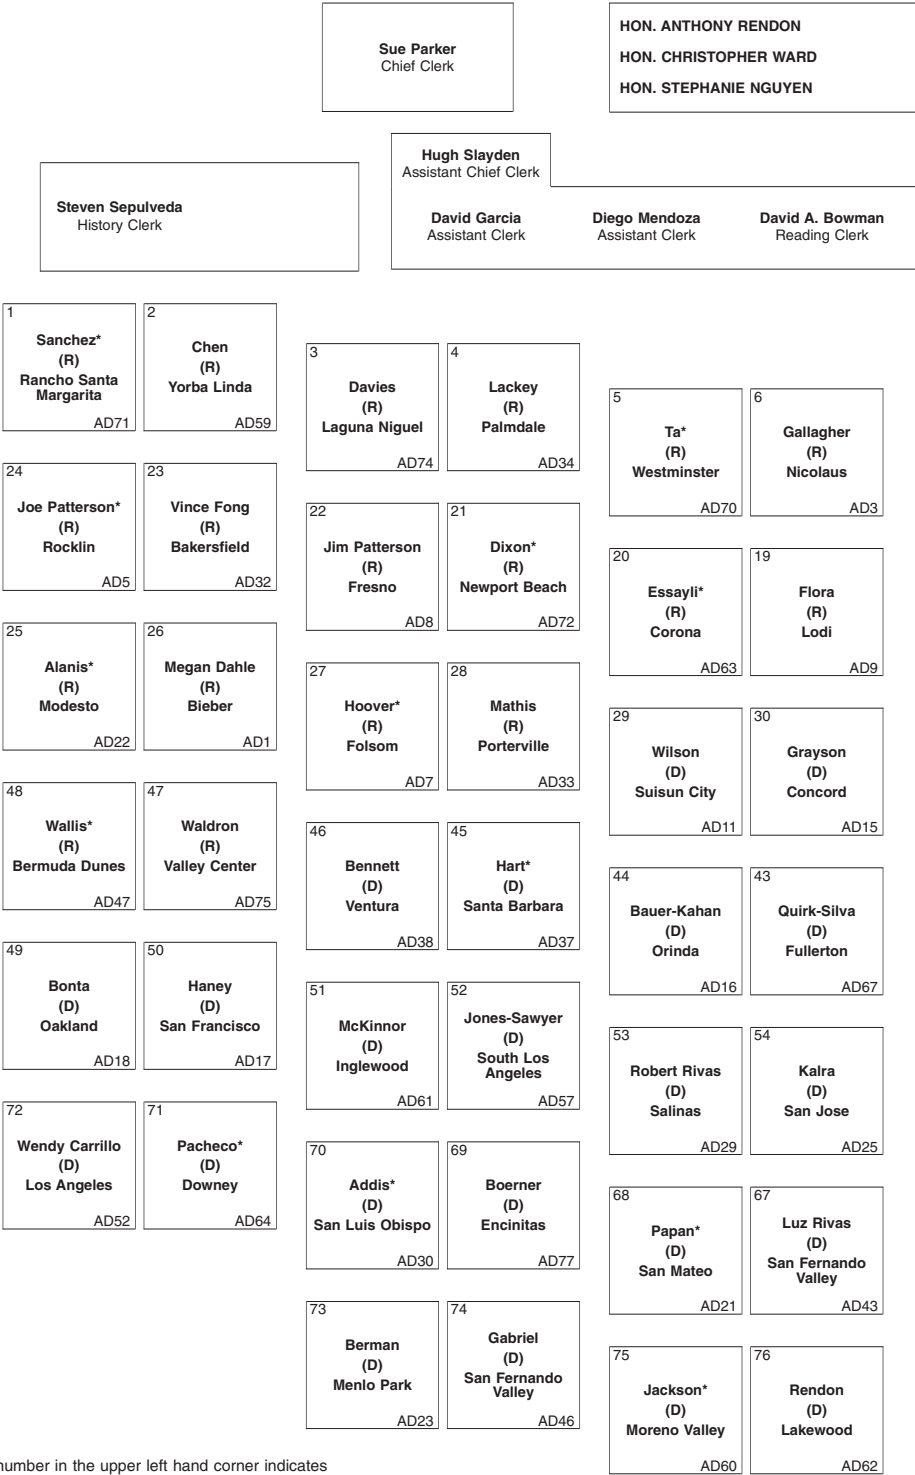 Sue Parker
Chief Clerk
HON. ANTHONY RENDON
HON. CHRISTOPHER WARD
HON. STEPHANIE NGUYEN
Hugh Slayden
Assistant Chief Clerk
Steven Sepulveda
History Clerk
David Garcia
Assistant Clerk
Diego Mendoza
Assistant Clerk
David A. Bowman
Reading Clerk
1
Sanchez*
(R)
Rancho Santa
Margarita
AD71
2
Chen
(R)
Yorba Linda
AD59
3
Davies
(R)
Laguna Niguel
AD74
4
Lackey
(R)
Palmdale
AD34
5
Ta*
(R)
Westminster
AD70
6
Gallagher
(R)
Nicolaus
AD3
24
Joe Patterson*
(R)
Rocklin
AD5
23
Vince Fong
(R)
Bakersfield
AD32
22
Jim Patterson
(R)
Fresno
AD8
21
Dixon*
(R)
Newport Beach
AD72
20
Essayli*
(R)
Corona
AD63
19
Flora
(R)
Lodi
AD9
25
Alanis*
(R)
Modesto
AD22
26
Megan Dahle
(R)
Bieber
AD1
27
Hoover*
(R)
Folsom
AD7
28
Mathis
(R)
Porterville
AD33
29
Wilson
(D)
Suisun City
AD11
30
Grayson
(D)
Concord
AD15
48
Wallis*
(R)
Bermuda Dunes
AD47
47
Waldron
(R)
Valley Center
AD75
46
Bennett
(D)
Ventura
AD38
45
Hart*
(D)
Santa Barbara
AD37
44
Bauer-Kahan
(D)
Orinda
AD16
43
Quirk-Silva
(D)
Fullerton
AD67
49
Bonta
(D)
Oakland
AD18
50
Haney
(D)
San Francisco
AD17
51
McKinnor
(D)
Inglewood
AD61
52
Jones-Sawyer
(D)
South Los
Angeles
AD57
53
Robert Rivas
(D)
Salinas
AD29
54
Kalra
(D)
San Jose
AD25
72
Wendy Carrillo
(D)
Los Angeles
AD52
71
Pacheco*
(D)
Downey
AD64
70
Addis*
(D)
San Luis Obispo
AD30
69
Boerner
(D)
Encinitas
AD77
68
Papan*
(D)
San Mateo
AD21
67
Luz Rivas
(D)
San Fernando
Valley
AD43
73
Berman
(D)
Menlo Park
AD23
74
Gabriel
(D)
San Fernando
Valley
AD46
75
Jackson*
(D)
Moreno Valley
AD60
76
Rendon
(D)
Lakewood
AD62
number in the upper left hand corner indicates